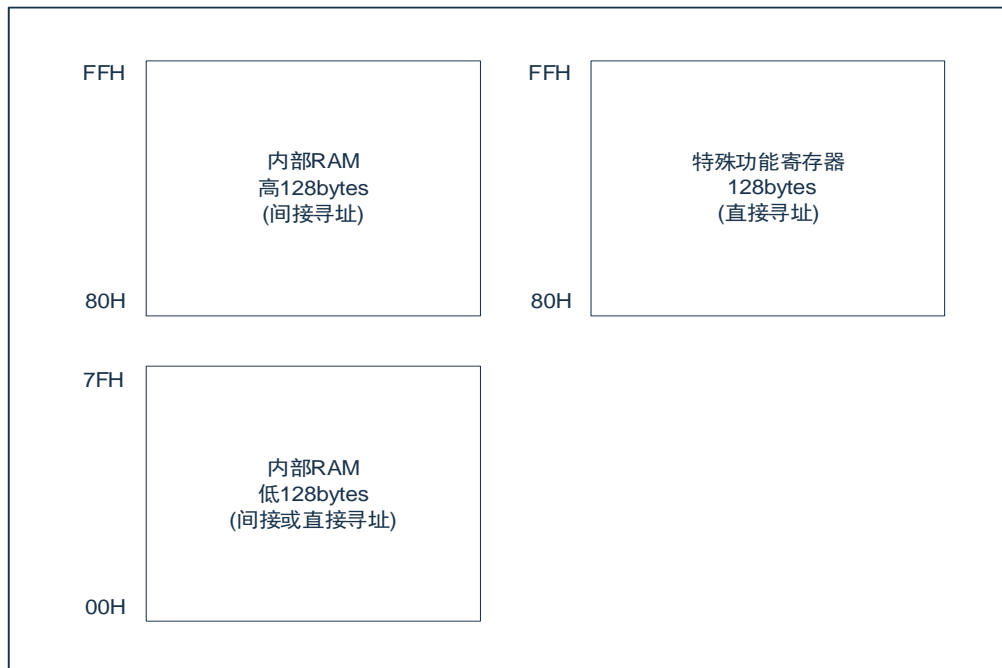 FFH
内部RAM
高128bytes
(间接寻址)
80H
FFH
特殊功能寄存器
128bytes
(直接寻址)
80H
7FH
内部RAM
低128bytes
(间接或直接寻址)
00H